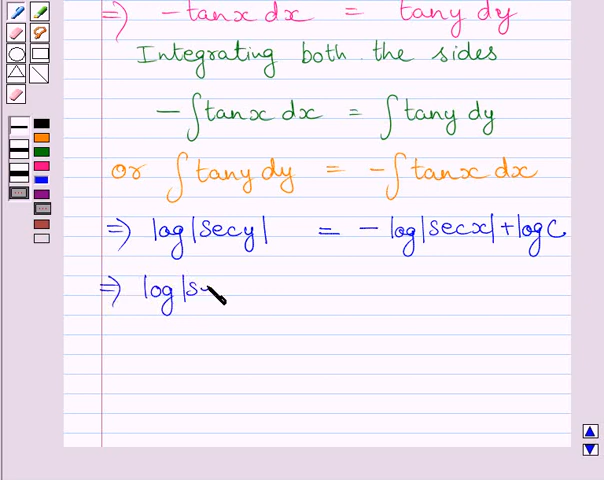 ⇒ -tanx dx = tany dy
Integrating both the sides
-∫tanx dx = ∫tany dy
or ∫tany dy = -∫tanx dx
⇒ log|secy| = -log|secx|+logC
⇒ log|s